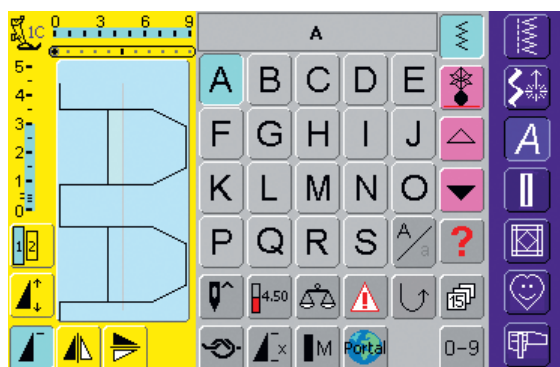 1C 0 3 6 9
A
5-
4-
3-
2-
1-
0-
A B C D E
F G H I J
K L M N O
P Q R S A/a ?
1 2
4.50 15
x M Portal 0-9
A